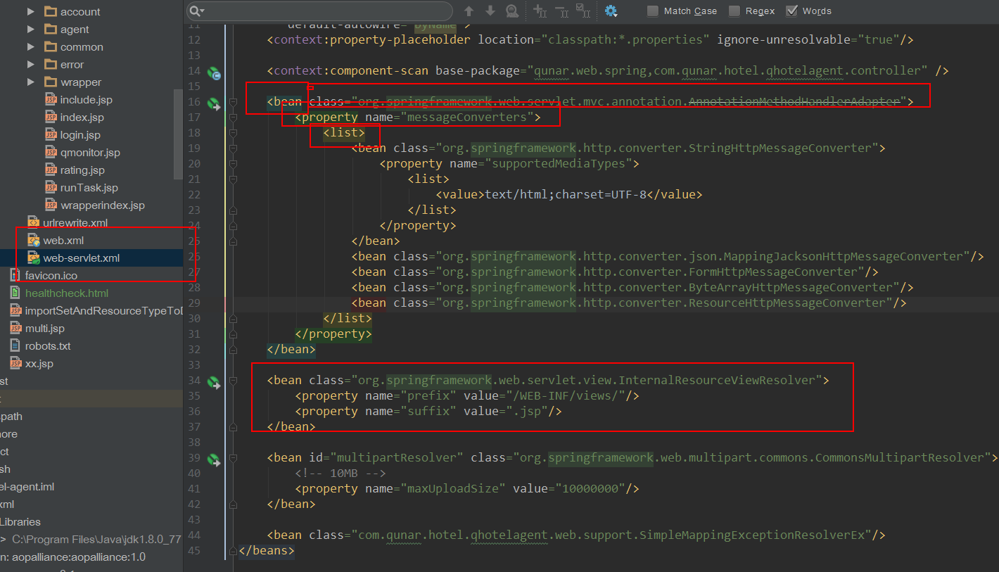 account
agent
common
error
wrapper
include.jsp
index.jsp
login.jsp
qmonitor.jsp
rating.jsp
runTask.jsp
wrapperindex.jsp
urlrewrite.xml
web.xml
web-servlet.xml
favicon.ico
healthcheck.html
importSetAndResourceTypeToD
multi.jsp
robots.txt
xx.jsp
st
t
spath
nore
ct
sh
el-agent.iml
xml
Libraries
> C:\Program Files\Java\jdk1.8.0_77
n: aopalliance:aopalliance:1.0
Match Case Regex Words
11 default-autowire="byName">
12 <context:property-placeholder location="classpath:*.properties" ignore-unresolvable="true"/>
13
14 <context:component-scan base-package="qunar.web.spring,com.qunar.hotel.qhotelagent.controller" />
15
16 <bean class="org.springframework.web.servlet.mvc.annotation.AnnotationMethodHandlerAdapter">
17 <property name="messageConverters">
18 <list>
19 <bean class="org.springframework.http.converter.StringHttpMessageConverter">
20 <property name="supportedMediaTypes">
21 <list>
22 <value>text/html;charset=UTF-8</value>
23 </list>
24 </property>
25 </bean>
26 <bean class="org.springframework.http.converter.json.MappingJacksonHttpMessageConverter"/>
27 <bean class="org.springframework.http.converter.FormHttpMessageConverter"/>
28 <bean class="org.springframework.http.converter.ByteArrayHttpMessageConverter"/>
29 <bean class="org.springframework.http.converter.ResourceHttpMessageConverter"/>
30 </list>
31 </property>
32 </bean>
33
34 <bean class="org.springframework.web.servlet.view.InternalResourceViewResolver">
35 <property name="prefix" value="/WEB-INF/views/"/>
36 <property name="suffix" value=".jsp"/>
37 </bean>
38
39 <bean id="multipartResolver" class="org.springframework.web.multipart.commons.CommonsMultipartResolver">
40 <!-- 10MB -->
41 <property name="maxUploadSize" value="10000000"/>
42 </bean>
43
44 <bean class="com.qunar.hotel.qhotelagent.web.support.SimpleMappingExceptionResolverEx"/>
45 </beans>